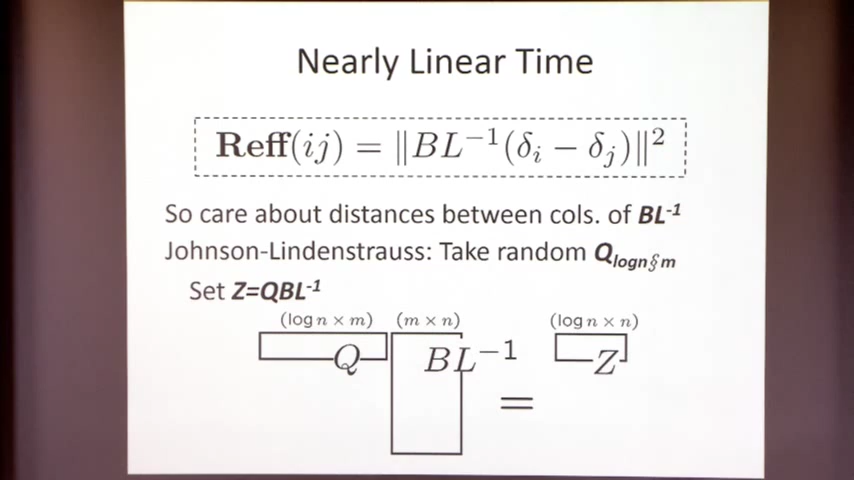 Nearly Linear Time
Reff(ij) = ‖BL⁻¹(δᵢ − δⱼ)‖²
So care about distances between cols. of BL⁻¹
Johnson-Lindenstrauss: Take random Q_logn§m
Set Z=QBL⁻¹
(log n × m) (m × n) (log n × n)
Q BL⁻¹ = Z